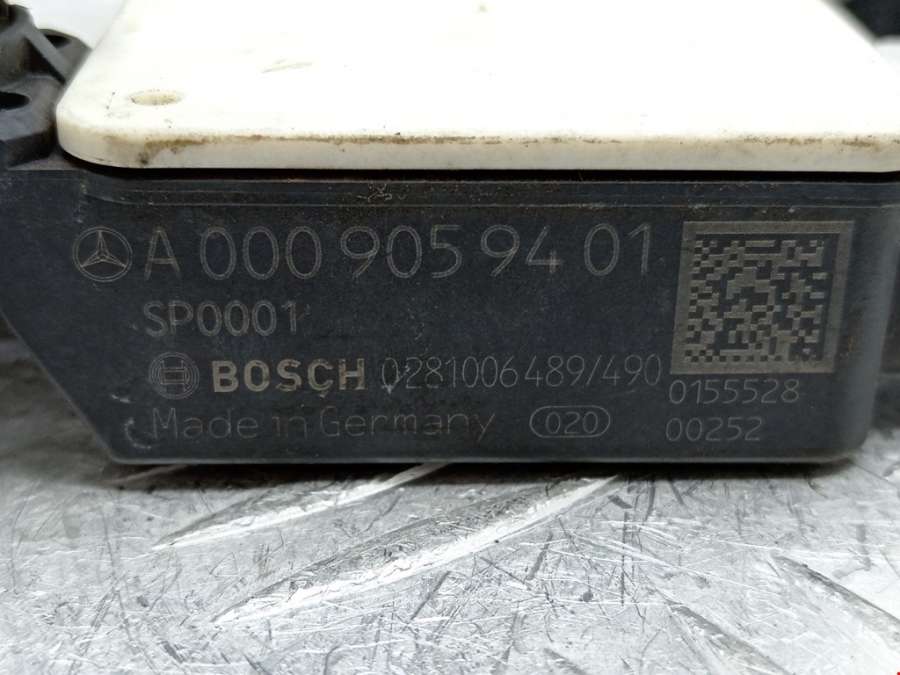 A 000 905 94 01
SP0001
BOSCH 0281006489/490
0155528
Made in Germany 020
00252